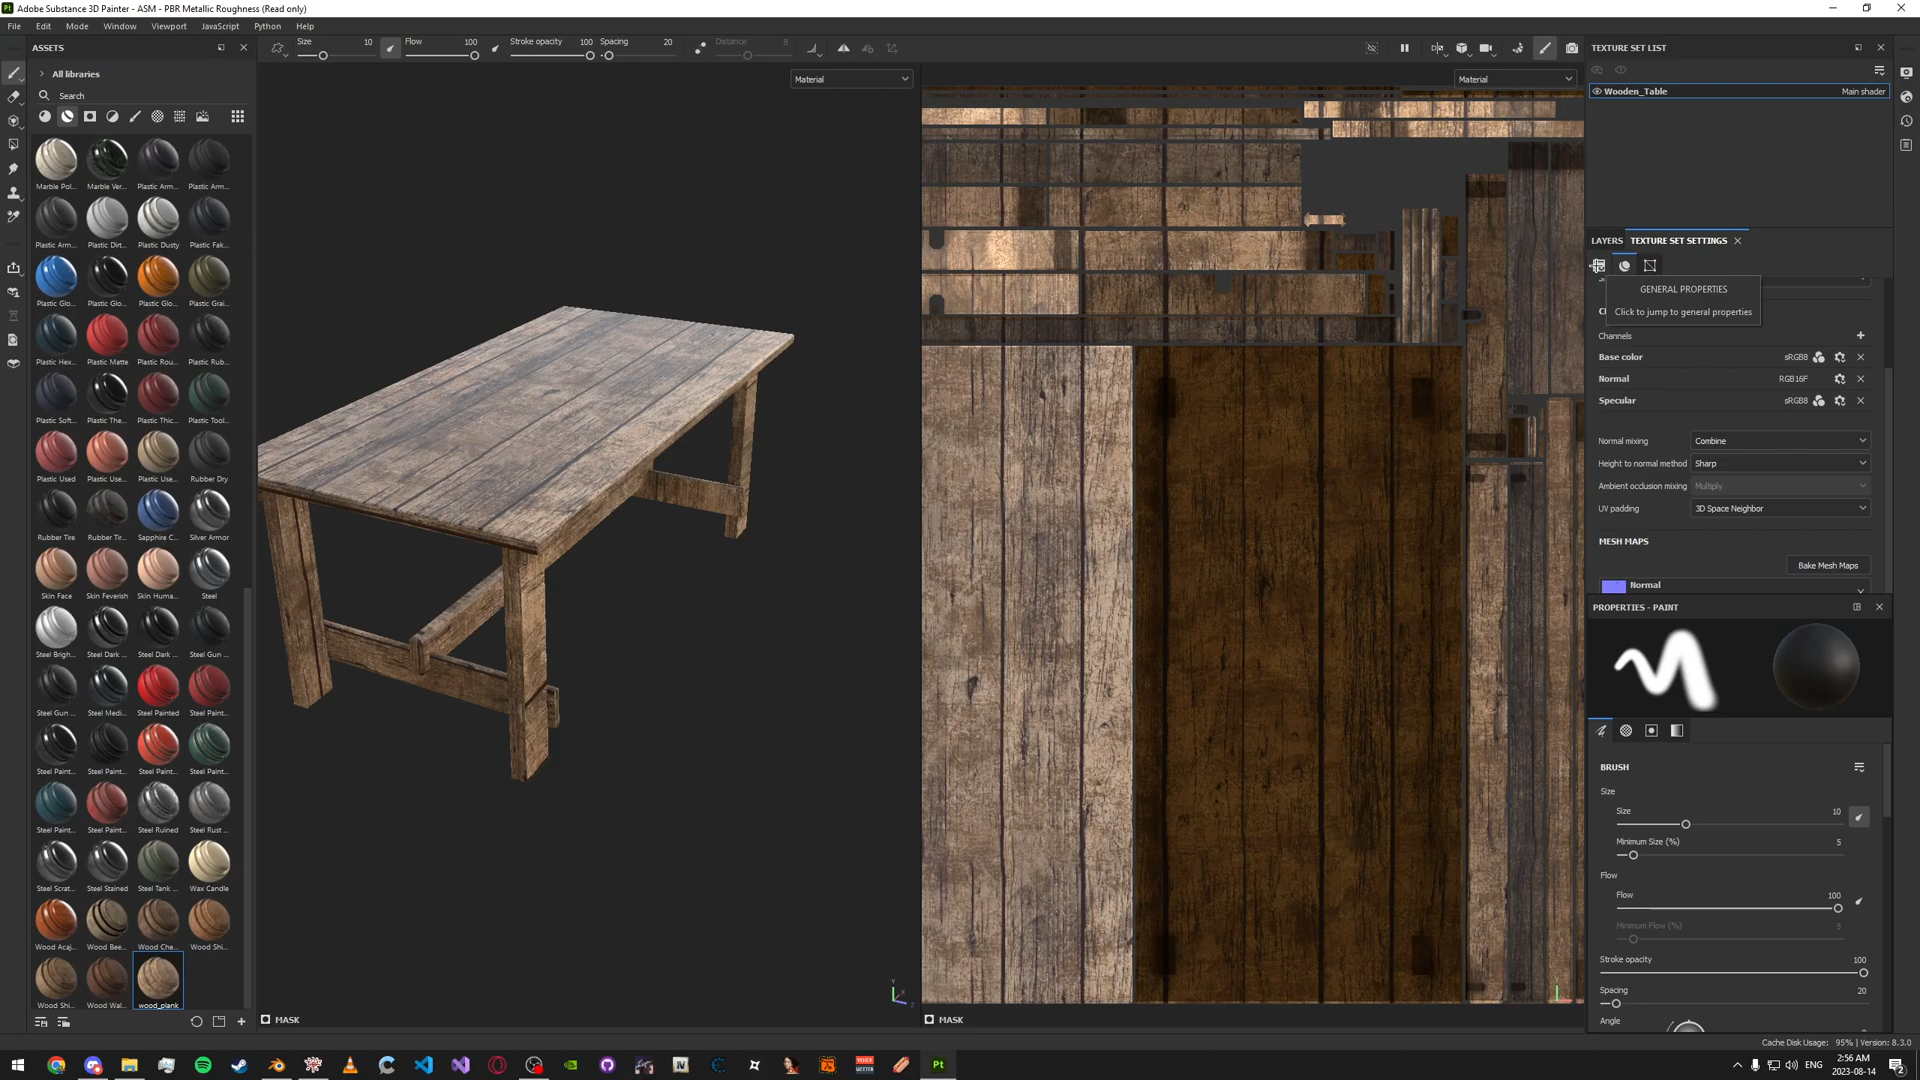 Pt Adobe Substance 3D Painter - ASM - PBR Metallic Roughness (Read only)
File Edit Mode Viewport JavaScript Python Help
ASSETS
All libraries
Search
Marble Pol... Marble Ver... Plastic Arm... Plastic Arm...
Plastic Arm... Plastic Dirt... Plastic Dusty Plastic Fak...
Plastic Glo... Plastic Glo... Plastic Glo... Plastic Grai...
Plastic Hex... Plastic Matte Plastic Rou... Plastic Rub...
Plastic Soft... Plastic The... Plastic Thic... Plastic Tool...
Plastic Used Plastic Use... Plastic Use... Rubber Dry
Rubber Tire Rubber Tir... Sapphire C... Silver Armor
Skin Face Skin Feverish Skin Huma... Steel
Steel Brigh... Steel Dark ... Steel Dark ... Steel Gun ...
Steel Gun ... Steel Medi... Steel Painted Steel Paint...
Steel Paint... Steel Paint... Steel Paint... Steel Paint...
Steel Paint... Steel Paint... Steel Ruined Steel Rust ...
Steel Scrat... Steel Stained Steel Tank ... Wax Candle
Wood Acaj... Wood Bee... Wood Che... Wood Shi...
Wood Shi... Wood Wal... wood_plank
Size 10 Flow 100 Stroke opacity 100 Spacing 20 Distance 8
Material
Material
Y
X
Z
MASK
MASK
TEXTURE SET LIST
Wooden_Table Main shader
LAYERS TEXTURE SET SETTINGS
GENERAL PROPERTIES
Click to jump to general properties
Channels
Base color sRGB8
Normal RGB16F
Specular sRGB8
Normal mixing Combine
Height to normal method Sharp
Ambient occlusion mixing Multiply
UV padding 3D Space Neighbor
MESH MAPS
Bake Mesh Maps
Normal
PROPERTIES - PAINT
BRUSH
Size
Size 10
Minimum Size (%) 5
Flow
Flow 100
Minimum Flow (%) 5
Stroke opacity 100
Spacing 20
Angle
Cache Disk Usage: 95% | Version: 8.3.0
Pt
ENG
2:56 AM
2023-08-14
2